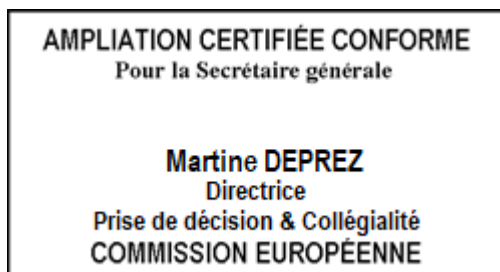 AMPLIATION CERTIFIÉE CONFORME
Pour la Secrétaire générale
Martine DEPREZ
Directrice
Prise de décision & Collégialité
COMMISSION EUROPÉENNE